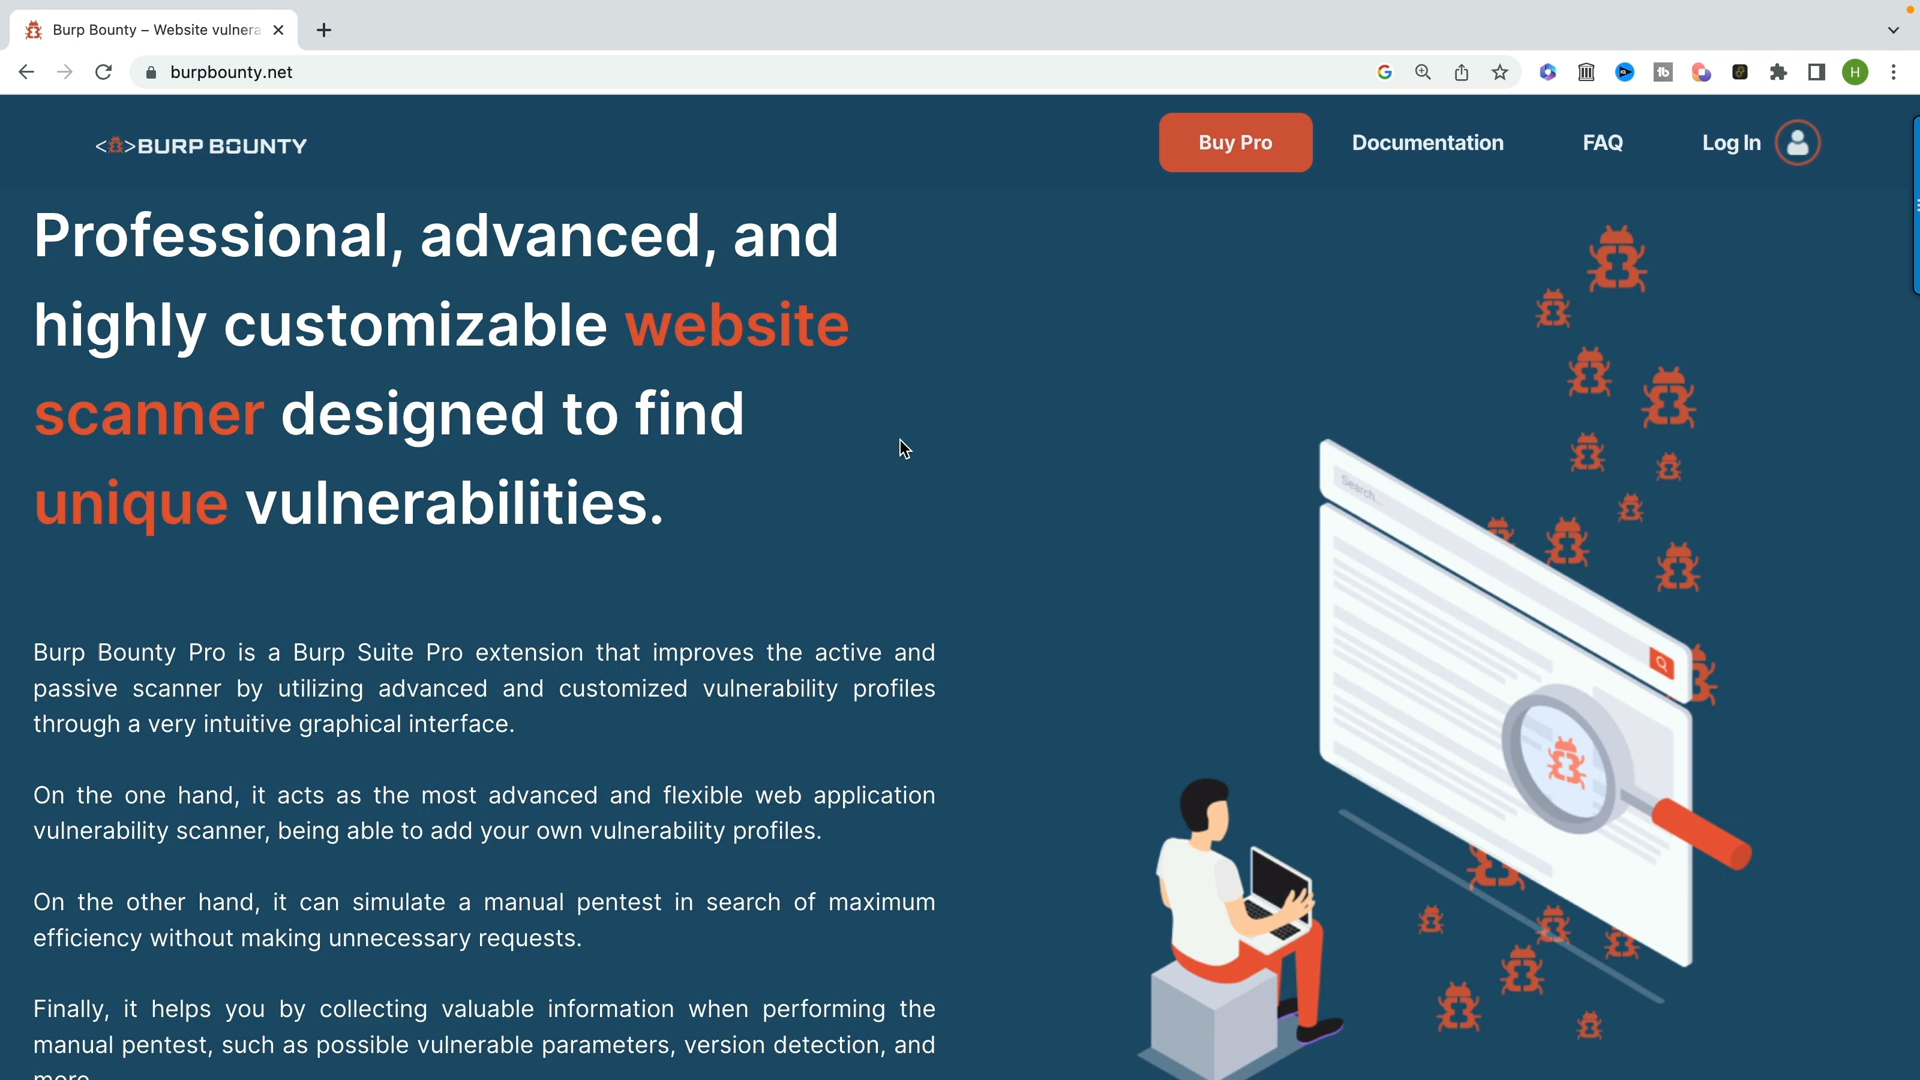 Burp Bounty – Website vulnera
burpbounty.net
H
<>BURP BOUNTY
Buy Pro
Documentation
FAQ
Log In
Professional, advanced, and
highly customizable website
scanner designed to find
unique vulnerabilities.
Search...
Burp Bounty Pro is a Burp Suite Pro extension that improves the active and
passive scanner by utilizing advanced and customized vulnerability profiles
through a very intuitive graphical interface.
On the one hand, it acts as the most advanced and flexible web application
vulnerability scanner, being able to add your own vulnerability profiles.
On the other hand, it can simulate a manual pentest in search of maximum
efficiency without making unnecessary requests.
Finally, it helps you by collecting valuable information when performing the
manual pentest, such as possible vulnerable parameters, version detection, and
more.